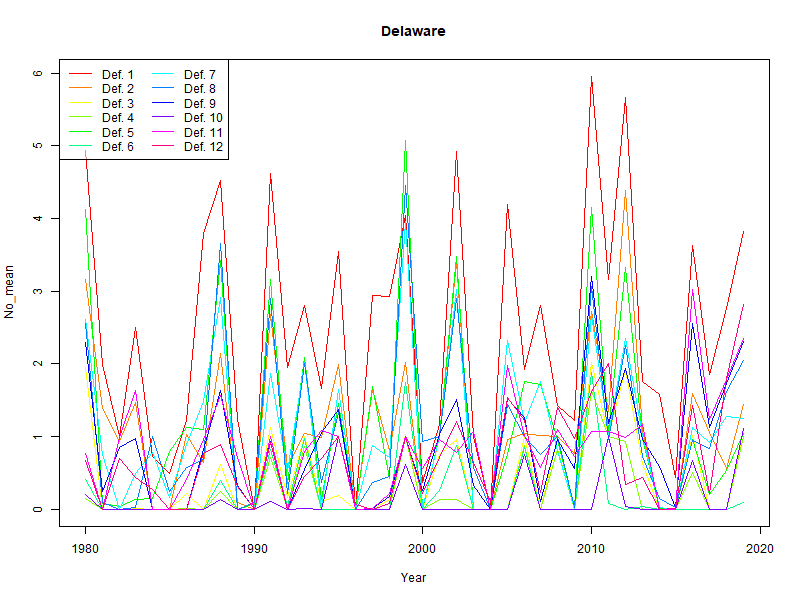 Delaware
No_mean
6
5
4
3
2
1
0
Def. 1 Def. 7
Def. 2 Def. 8
Def. 3 Def. 9
Def. 4 Def. 10
Def. 5 Def. 11
Def. 6 Def. 12
1980 1990 2000 2010 2020
Year